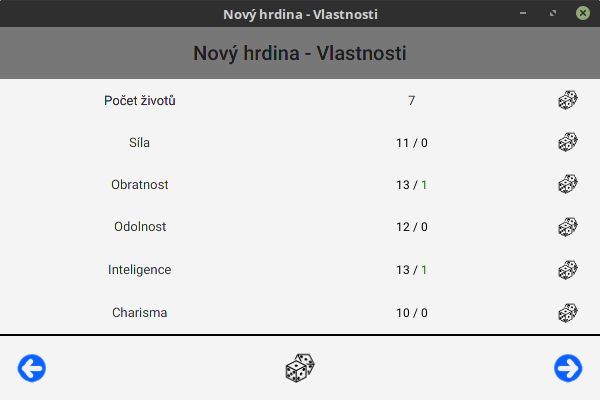 Nový hrdina - Vlastnosti
Nový hrdina - Vlastnosti
Počet životů 7
Síla 11 / 0
Obratnost 13 / 1
Odolnost 12 / 0
Inteligence 13 / 1
Charisma 10 / 0